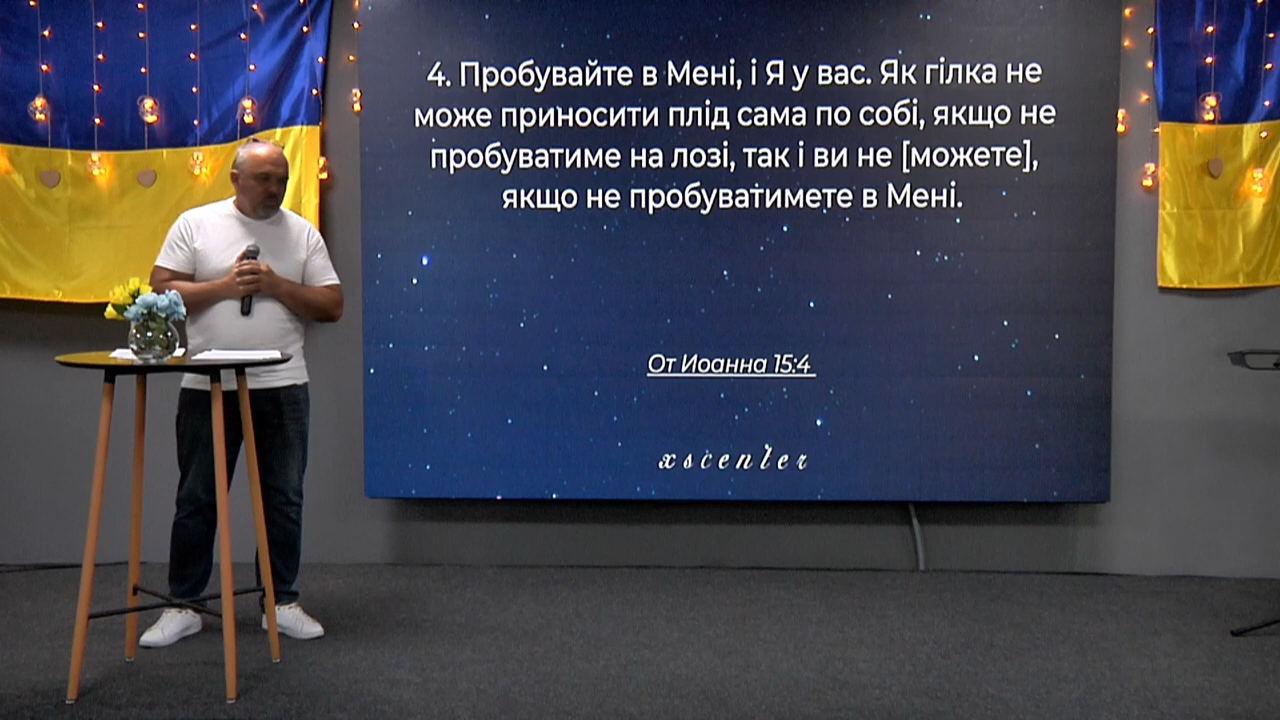 4. Пробувайте в Мені, і Я у вас. Як гілка не
може приносити плід сама по собі, якщо не
пробуватиме на лозі, так і ви не [можете],
якщо не пробуватимете в Мені.
От Иоанна 15:4
xscenter